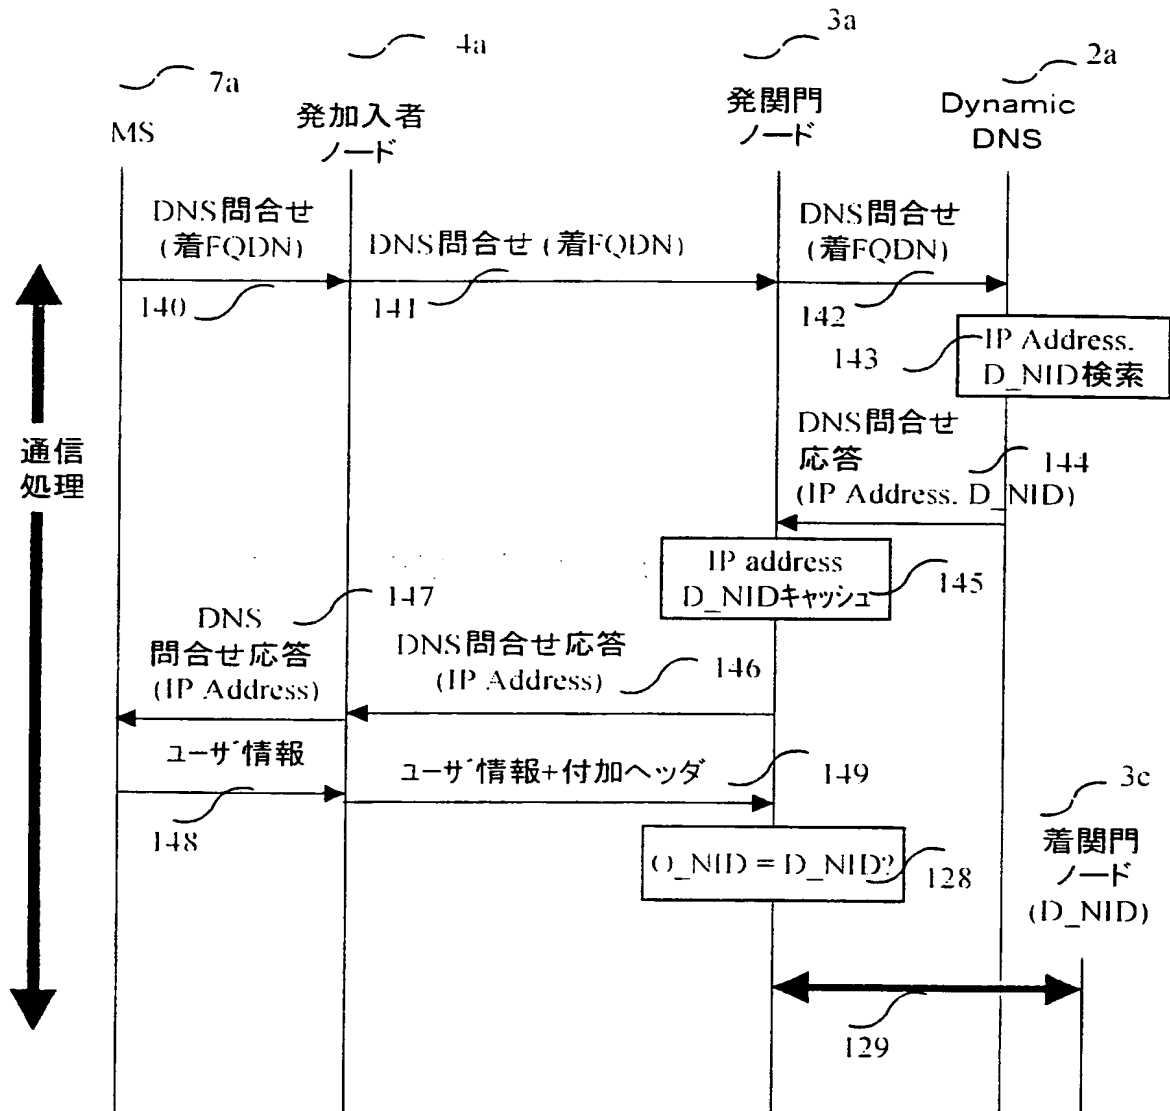 7a
4a
3a
2a
MS
発加入者
ノード
発関門
ノード
Dynamic
DNS
DNS問合せ
(着FQDN)
DNS問合せ (着FQDN)
DNS問合せ
(着FQDN)
140
141
142
143
IP Address.
D_NID検索
通信
処理
DNS問合せ
応答
(IP Address. D_NID)
144
IP address
D_NIDキャッシュ
145
147
DNS
問合せ応答
(IP Address)
DNS問合せ応答
(IP Address)
146
ユーザ情報
148
ユーザ情報+付加ヘッダ
149
O_NID = D_NID?
128
3c
着関門
ノード
(D_NID)
129